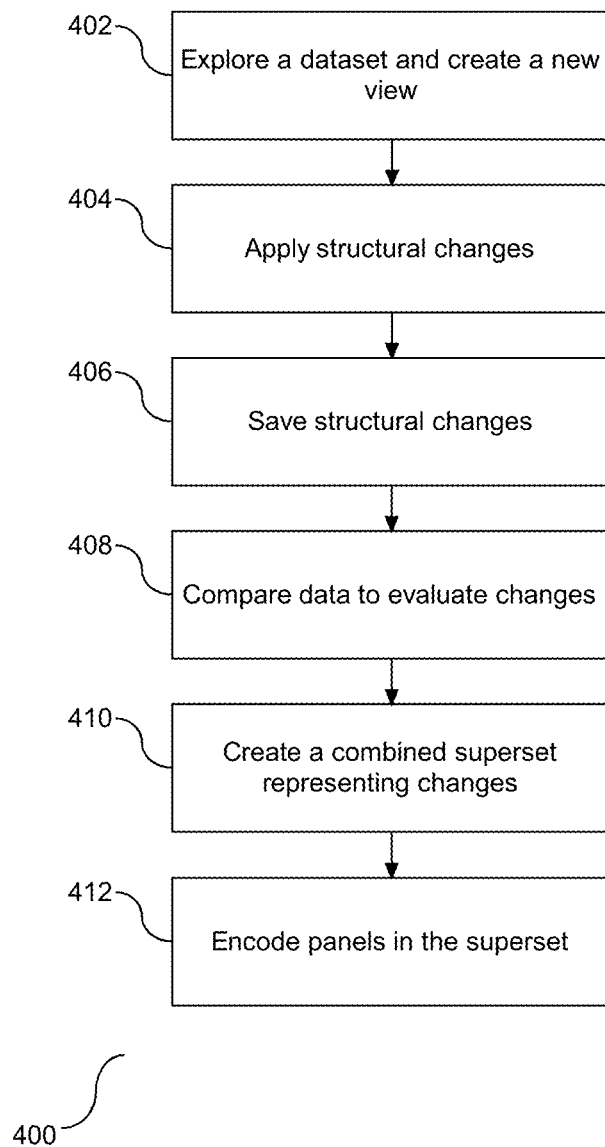 402
Explore a dataset and create a new
view
404
Apply structural changes
406
Save structural changes
408
Compare data to evaluate changes
410
Create a combined superset
representing changes
412
Encode panels in the superset
400